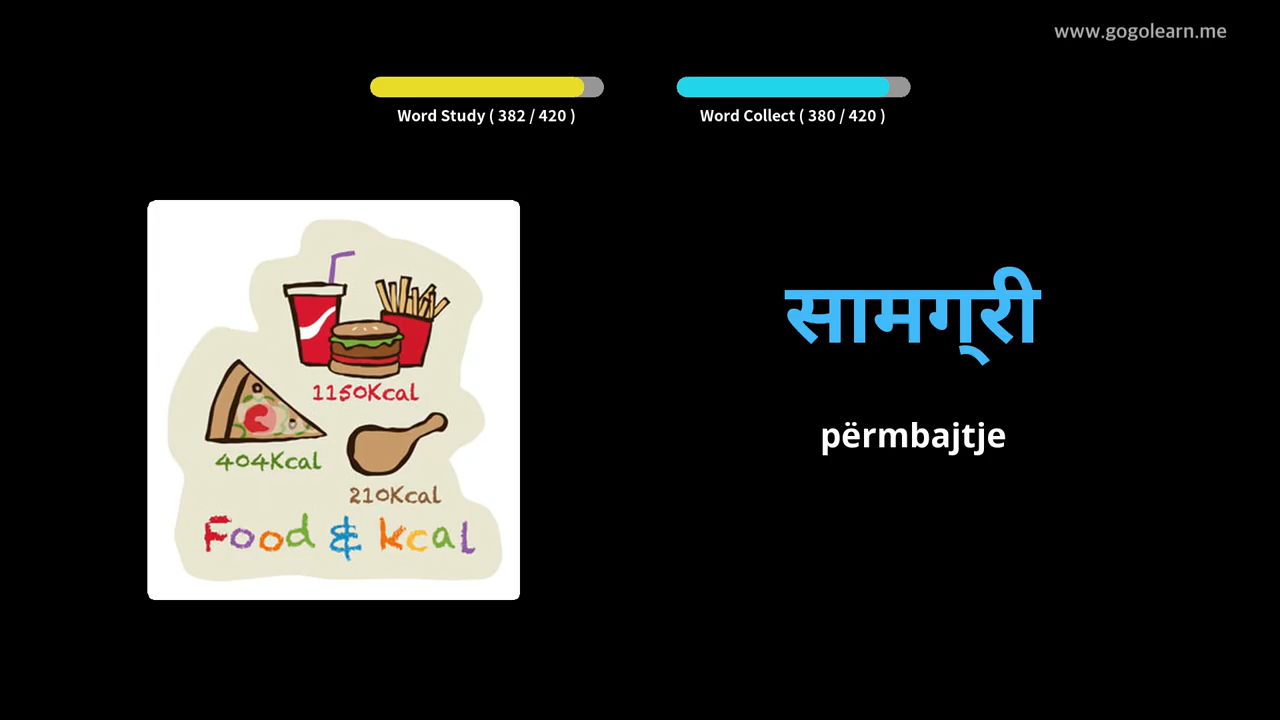 www.gogolearn.me
Word Study ( 382 / 420 )
Word Collect ( 380 / 420 )
1150Kcal
404Kcal
210Kcal
Food & kcal
सामग्री
përmbajtje